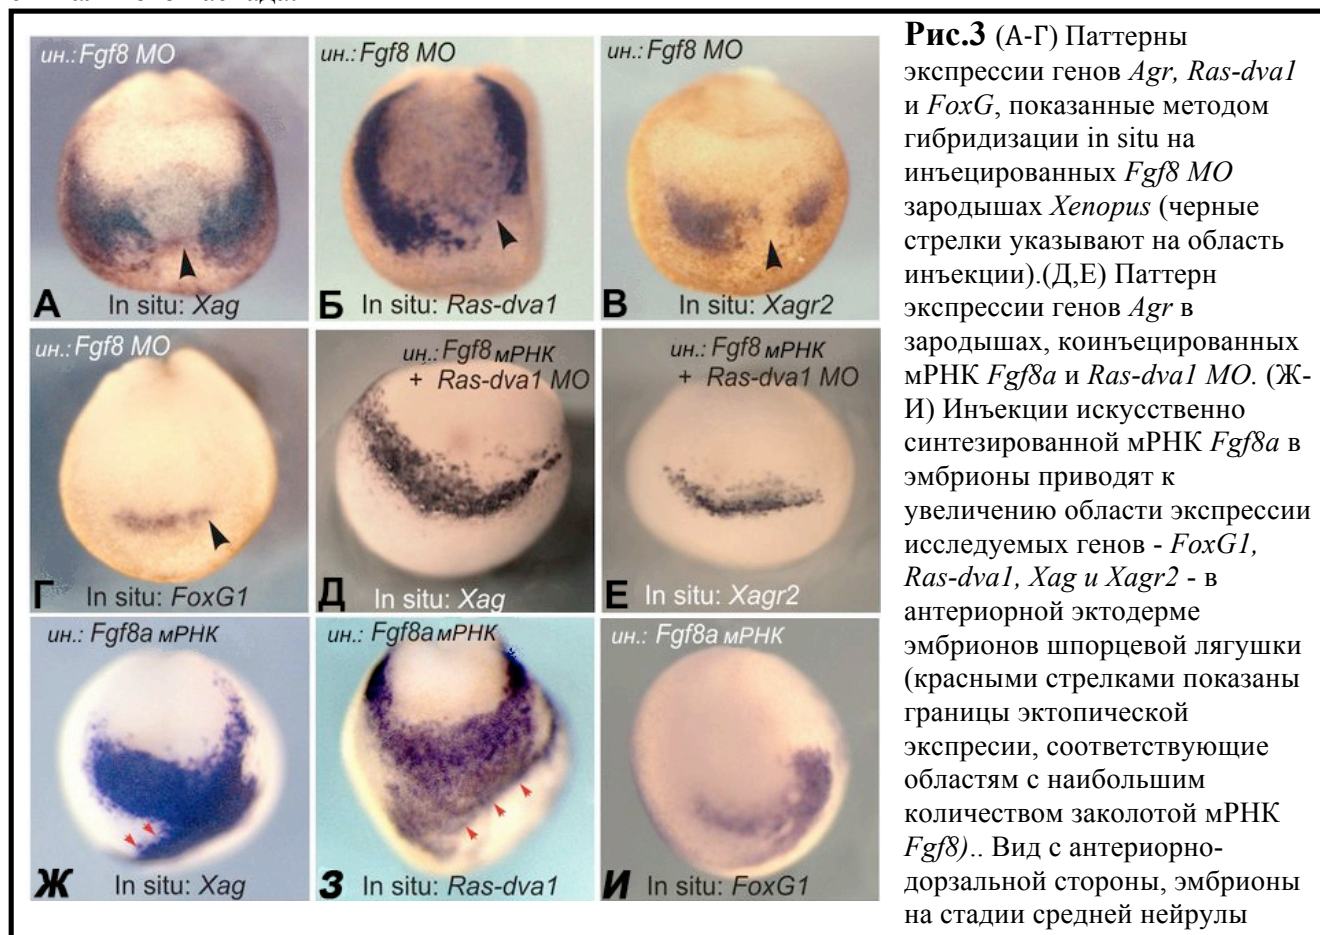 ин.: Fgf8 MO
А In situ: Xag
ин.: Fgf8 MO
Б In situ: Ras-dva1
ин.: Fgf8 MO
В In situ: Xagr2
ин.: Fgf8 MO
Г In situ: FoxG1
ин.: Fgf8 мРНК
+ Ras-dva1 MO
Д In situ: Xag
ин.: Fgf8 мРНК
+ Ras-dva1 MO
Е In situ: Xagr2
ин.: Fgf8a мРНК
Ж In situ: Xag
ин.: Fgf8a мРНК
З In situ: Ras-dva1
ин.: Fgf8a мРНК
И In situ: FoxG1
Рис.3 (А-Г) Паттерны
экспрессии генов Agr, Ras-dva1
и FoxG, показанные методом
гибридизации in situ на
инъецированных Fgf8 MO
зародышах Xenopus (черные
стрелки указывают на область
инъекции).(Д,Е) Паттерн
экспрессии генов Agr в
зародышах, коинъецированных
мРНК Fgf8a и Ras-dva1 MO. (Ж-
И) Инъекции искусственно
синтезированной мРНК Fgf8a в
эмбрионы приводят к
увеличению области экспрессии
исследуемых генов - FoxG1,
Ras-dva1, Xag и Xagr2 - в
антериорной эктодерме
эмбрионов шпорцевой лягушки
(красными стрелками показаны
границы эктопической
экспресии, соответствующие
областям с наибольшим
количеством заколотой мРНК
Fgf8).. Вид с антериорно-
дорзальной стороны, эмбрионы
на стадии средней нейрулы